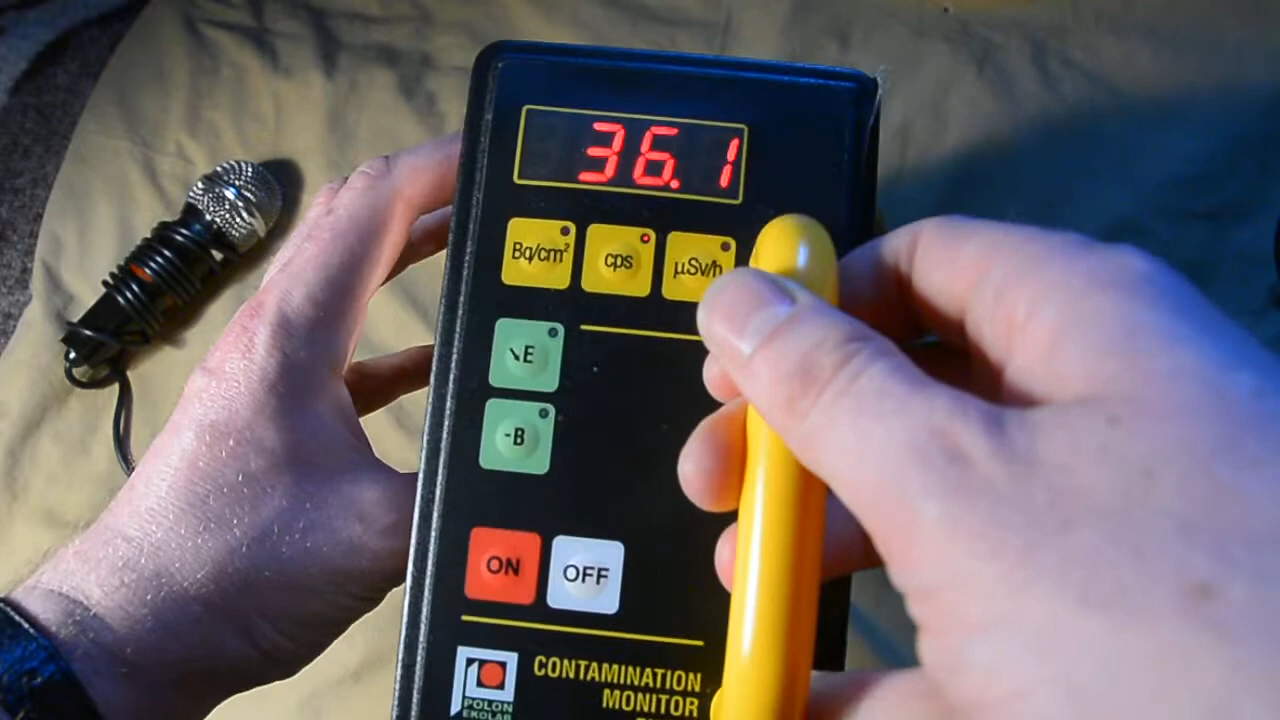 36.1
Bq/cm² cps µSv/h
E
-B
ON OFF
CONTAMINATION
MONITOR
POLON
EKOLAB